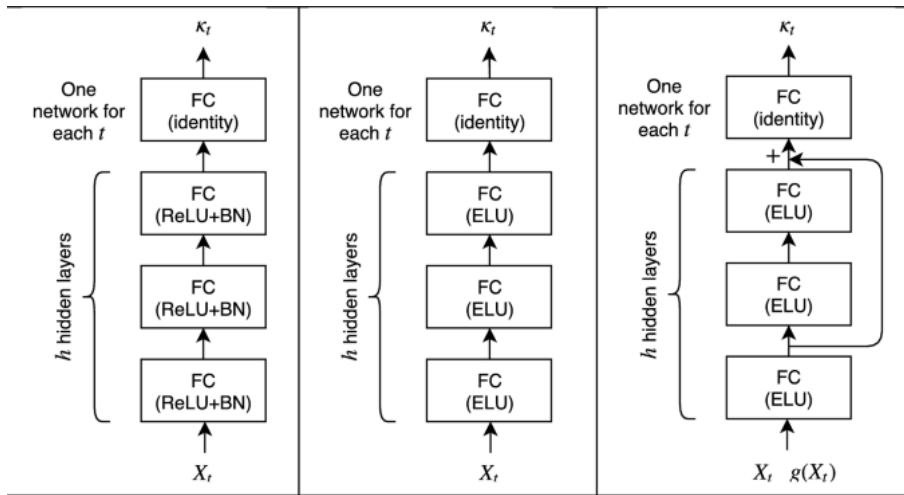 κt
One
network for
each t
FC
(identity)
h hidden layers
FC
(ReLU+BN)
FC
(ReLU+BN)
FC
(ReLU+BN)
Xt
κt
One
network for
each t
FC
(identity)
h hidden layers
FC
(ELU)
FC
(ELU)
FC
(ELU)
Xt
κt
One
network for
each t
FC
(identity)
+
h hidden layers
FC
(ELU)
FC
(ELU)
FC
(ELU)
Xt g(Xt)